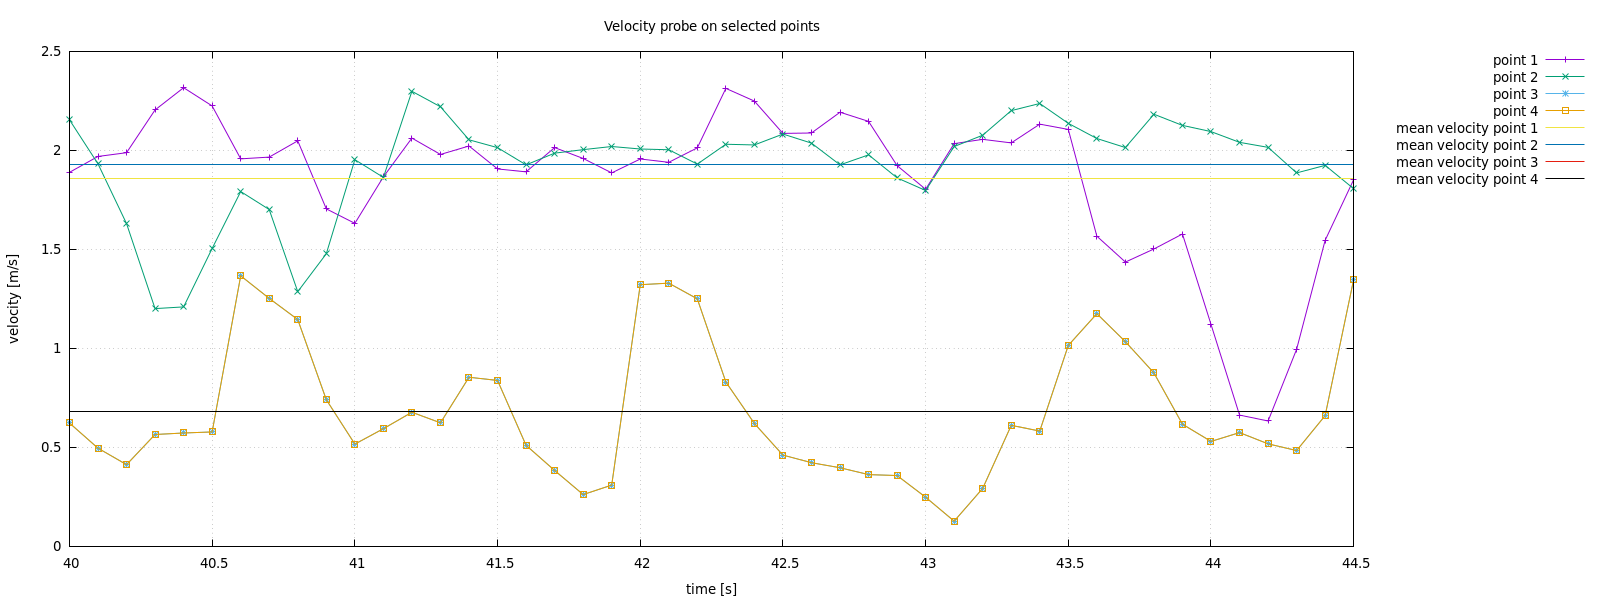 Velocity probe on selected points
2.5
2
1.5
1
0.5
0
velocity [m/s]
40 40.5 41 41.5 42 42.5 43 43.5 44 44.5
time [s]
point 1
point 2
point 3
point 4
mean velocity point 1
mean velocity point 2
mean velocity point 3
mean velocity point 4